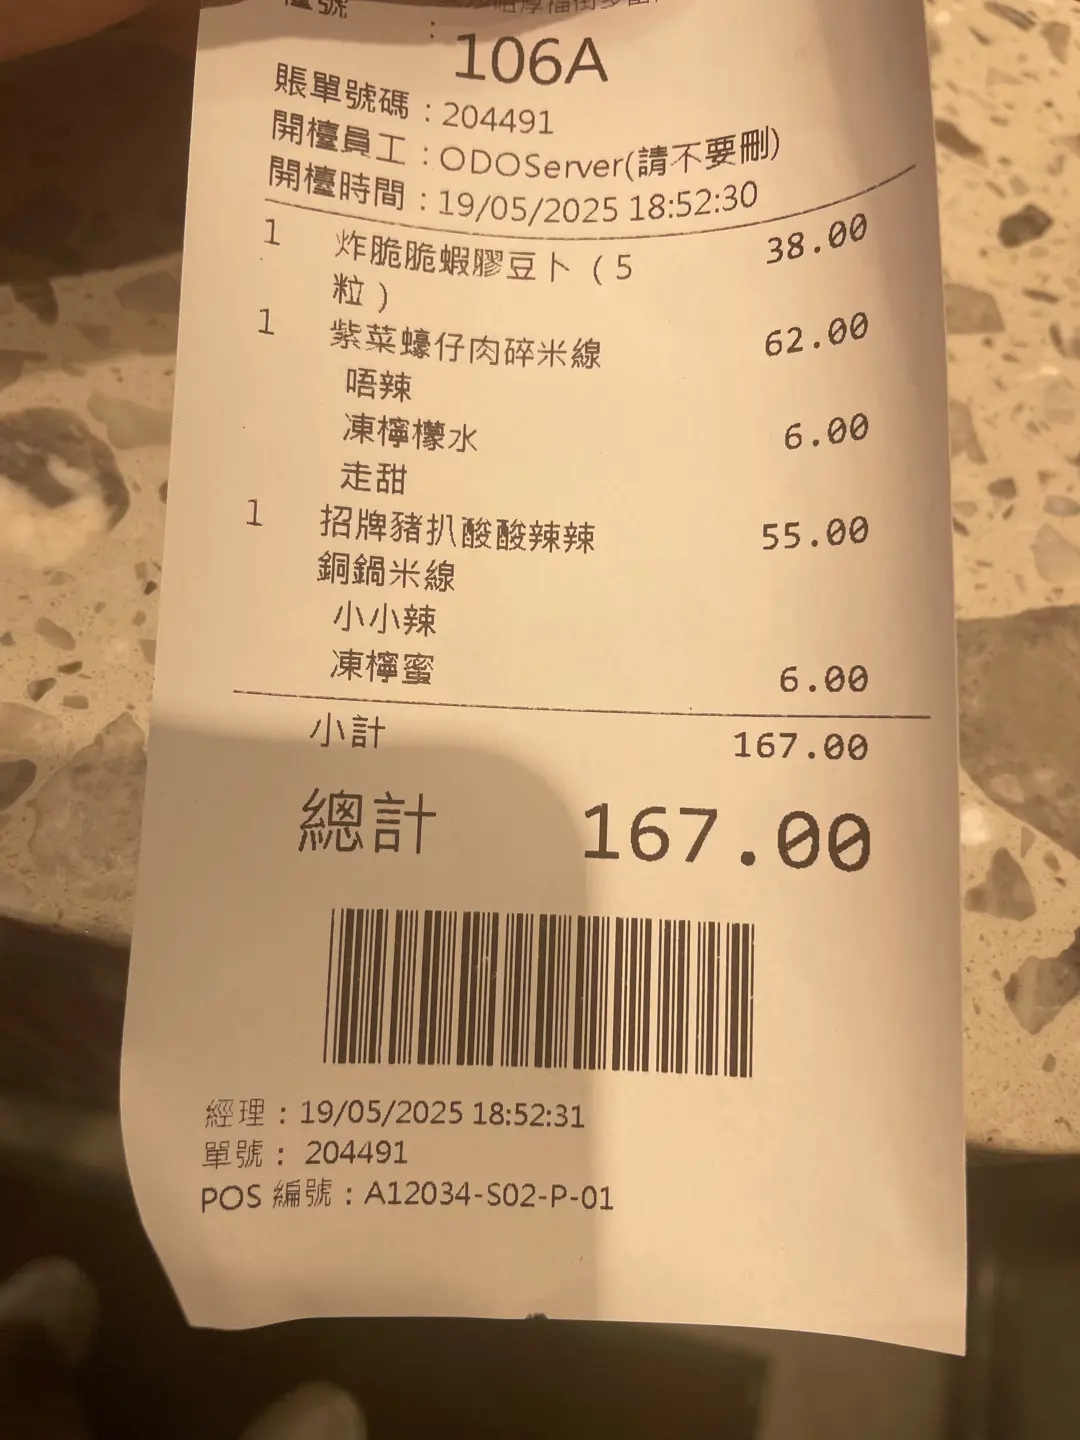 檯號 :
106A
賬單號碼 : 204491
開檯員工 : ODOServer(請不要刪)
開檯時間 : 19/05/2025 18:52:30
1 炸脆脆蝦膠豆卜（5 38.00
粒）
1 紫菜蠔仔肉碎米線 62.00
唔辣
凍檸檬水 6.00
走甜
1 招牌豬扒酸酸辣辣 55.00
銅鍋米線
小小辣
凍檸蜜 6.00
小計 167.00
總計 167.00
經理 : 19/05/2025 18:52:31
單號 : 204491
POS 編號 : A12034-S02-P-01